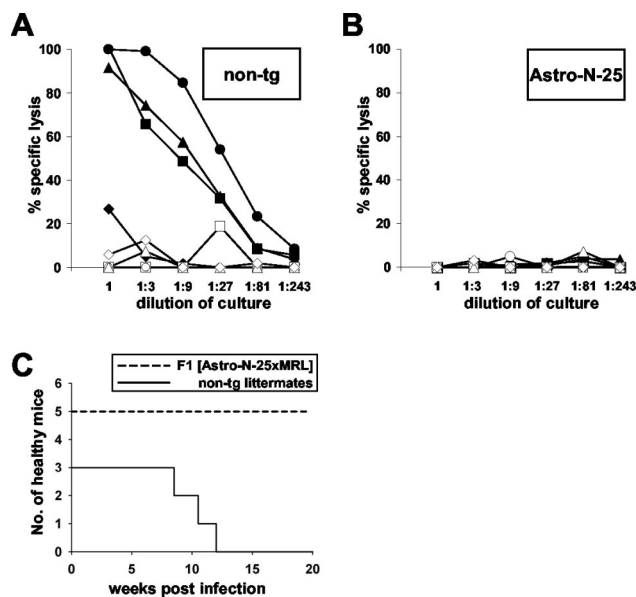 A
% specific lysis
100
80
60
40
20
0
non-tg
1 1:3 1:9 1:27 1:81 1:243
dilution of culture
B
% specific lysis
100
80
60
40
20
0
Astro-N-25
1 1:3 1:9 1:27 1:81 1:243
dilution of culture
C
F1 [Astro-N-25xMRL]
non-tg littermates
No. of healthy mice
6
5
4
3
2
1
0
0 5 10 15 20
weeks post infection